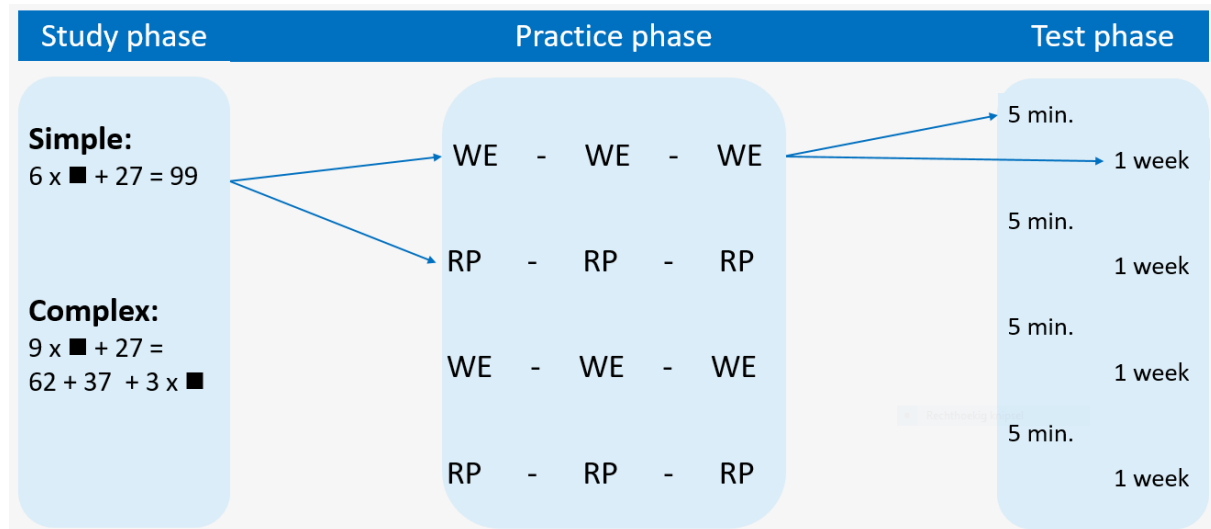 Study phase
Practice phase
Test phase
Simple:
6 x ■ + 27 = 99
Complex:
9 x ■ + 27 =
62 + 37 + 3 x ■
WE - WE - WE
RP - RP - RP
WE - WE - WE
RP - RP - RP
5 min.
1 week
5 min.
1 week
5 min.
1 week
5 min.
1 week